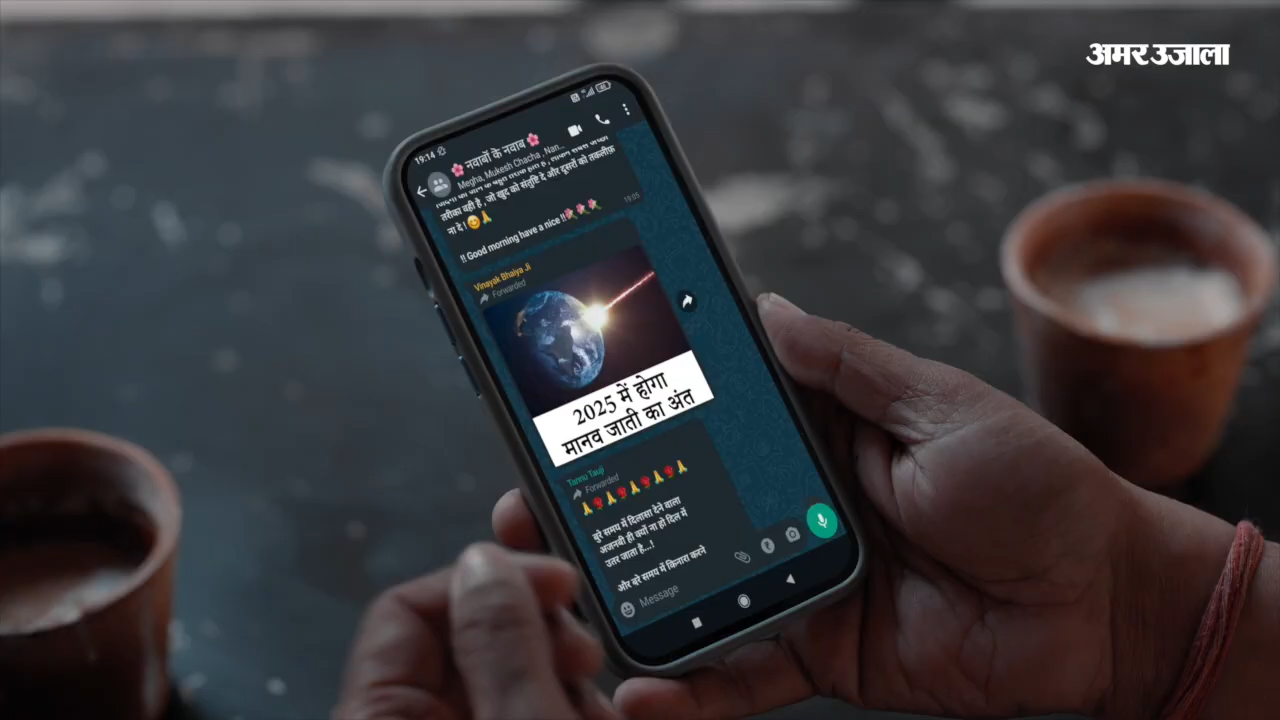 अमर उजाला
19:14
🌸 नवाबों के नवाब 🌸
Megha, Mukesh Chacha, Nan...
तरीका वही है, जो खुद को संतुष्टि दे और दूसरों को तकलीफ़
ना दे ! 😊🙏
19:05
!! Good morning have a nice !!💐💐💐
Vinayak Bhaiya Ji
Forwarded
2025 में होगा
मानव जाती का अंत
Tannu Tauji
Forwarded
🙏🌹🙏🌹🙏🌹🙏🌹🙏
बुरे समय में दिलासा देने वाला
अजनबी ही क्यों ना हो दिल में
उतर जाता है...!
और बुरे समय में किनारा करने
Message